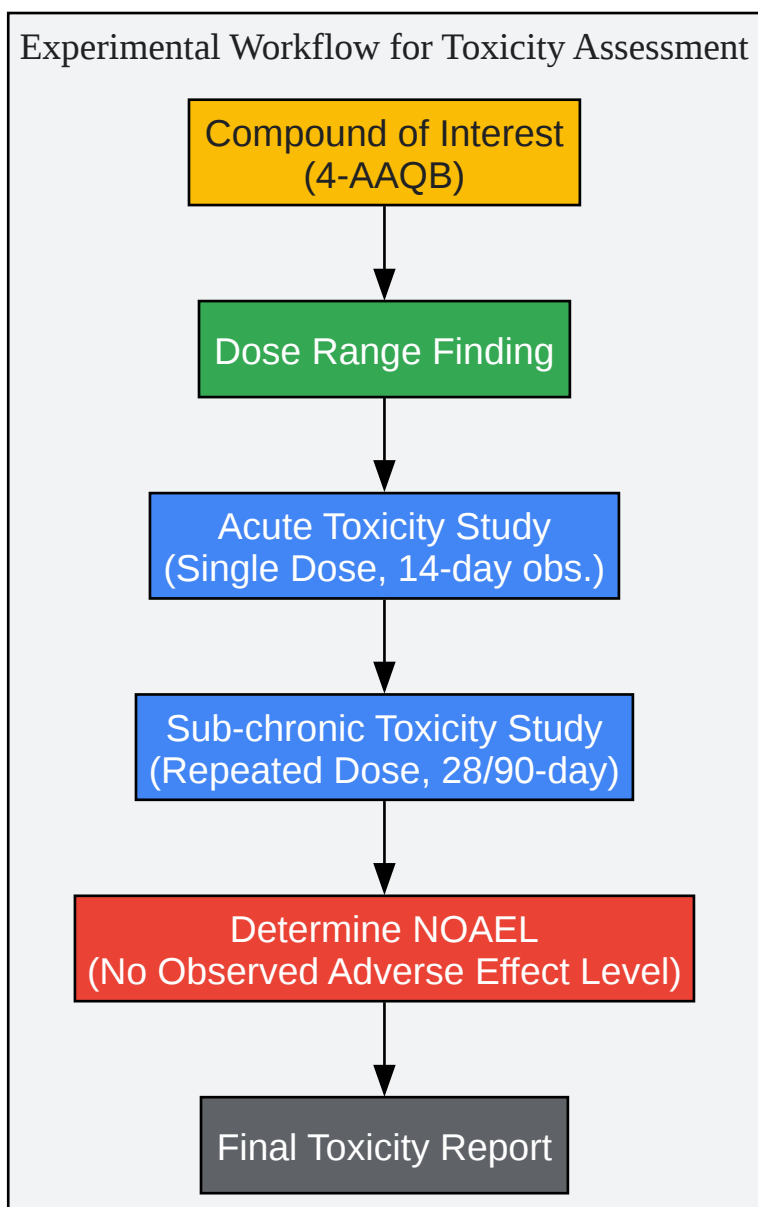 Experimental Workflow for Toxicity Assessment
Compound of Interest
(4-AAQB)
Dose Range Finding
Acute Toxicity Study
(Single Dose, 14-day obs.)
Sub-chronic Toxicity Study
(Repeated Dose, 28/90-day)
Determine NOAEL
(No Observed Adverse Effect Level)
Final Toxicity Report